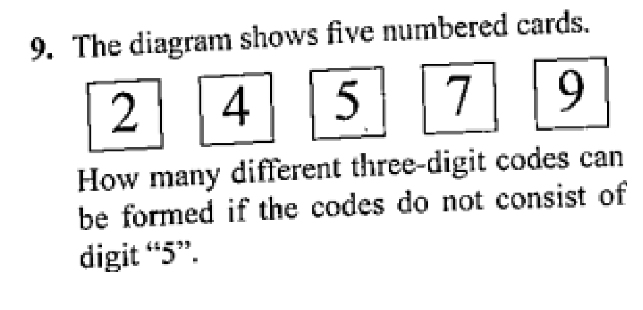 9. The diagram shows five numbered cards.
2 4 5 7 9
How many different three-digit codes can
be formed if the codes do not consist of
digit “5”.